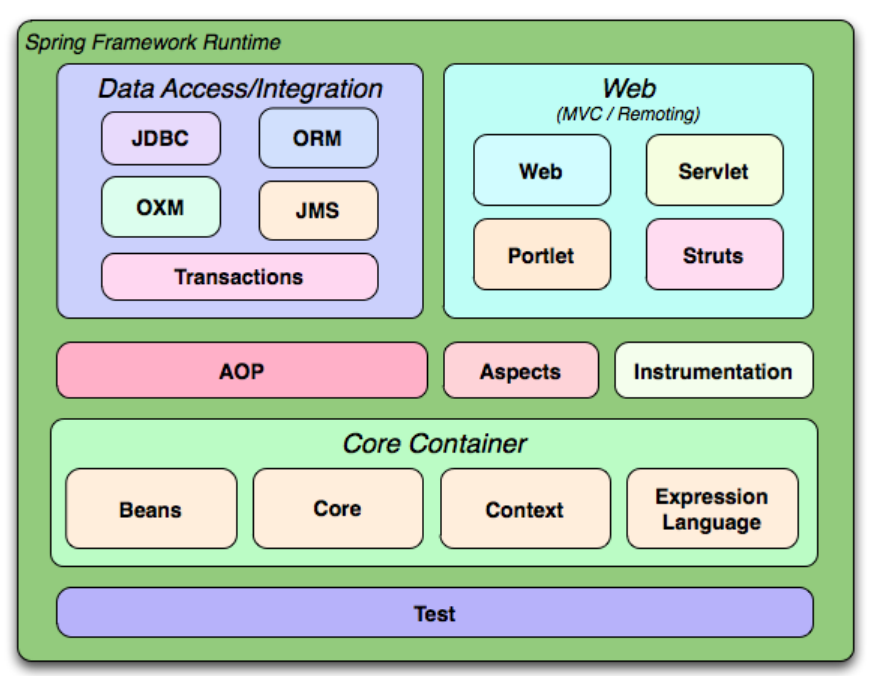 Spring Framework Runtime
Data Access/Integration
JDBC
ORM
OXM
JMS
Transactions
Web
(MVC / Remoting)
Web
Servlet
Portlet
Struts
AOP
Aspects
Instrumentation
Core Container
Beans
Core
Context
Expression
Language
Test